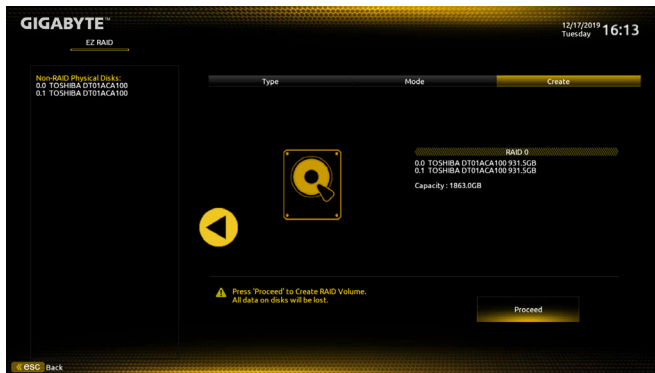 GIGABYTE™
EZ RAID
12/17/2019 16:13
Tuesday
Non-RAID Physical Disks:
0.0 TOSHIBA DT01ACA100
0.1 TOSHIBA DT01ACA100
Type
Mode
Create
RAID 0
0.0 TOSHIBA DT01ACA100 931.5GB
0.1 TOSHIBA DT01ACA100 931.5GB
Capacity : 1863.0GB
Press 'Proceed' to Create RAID Volume.
All data on disks will be lost.
Proceed
esc Back